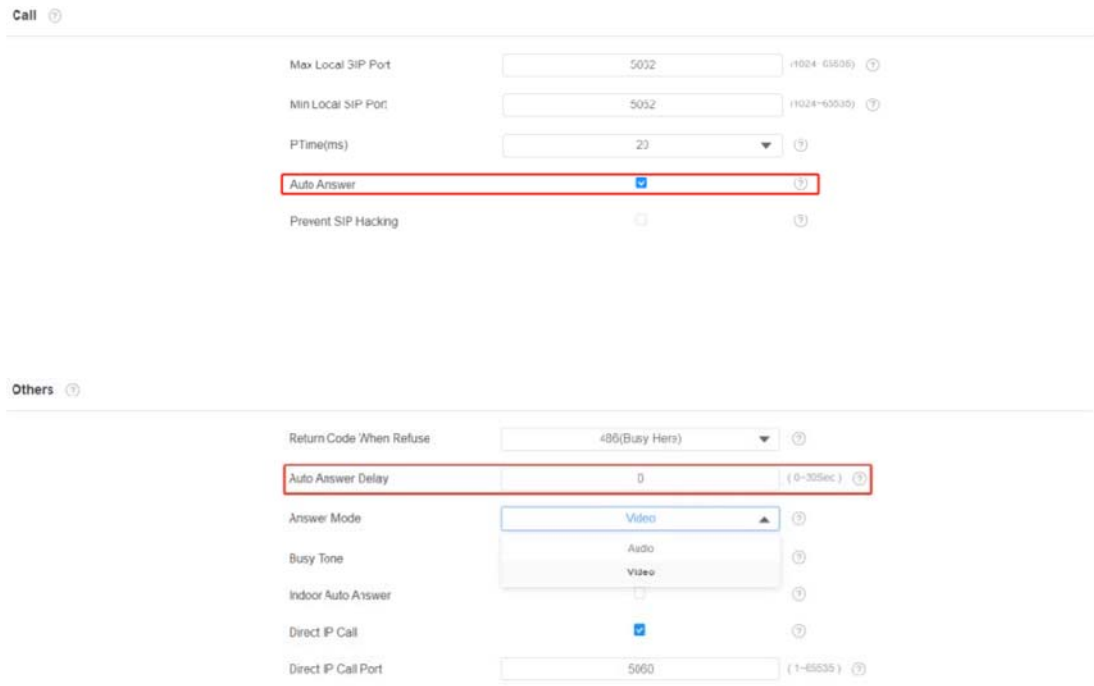 Call ?
Max Local SIP Port 5062 (1024~65535) ?
Min Local SIP Port 5062 (1024~65535) ?
PTime(ms) 20 ?
Auto Answer ?
Prevent SIP Hacking ?
Others ?
Return Code When Refuse 486(Busy Here) ?
Auto Answer Delay 0 (0~30Sec.) ?
Answer Mode Video ?
Audio
Busy Tone ?
Video
Indoor Auto Answer ?
Direct IP Call ?
Direct IP Call Port 5060 (1~65535) ?